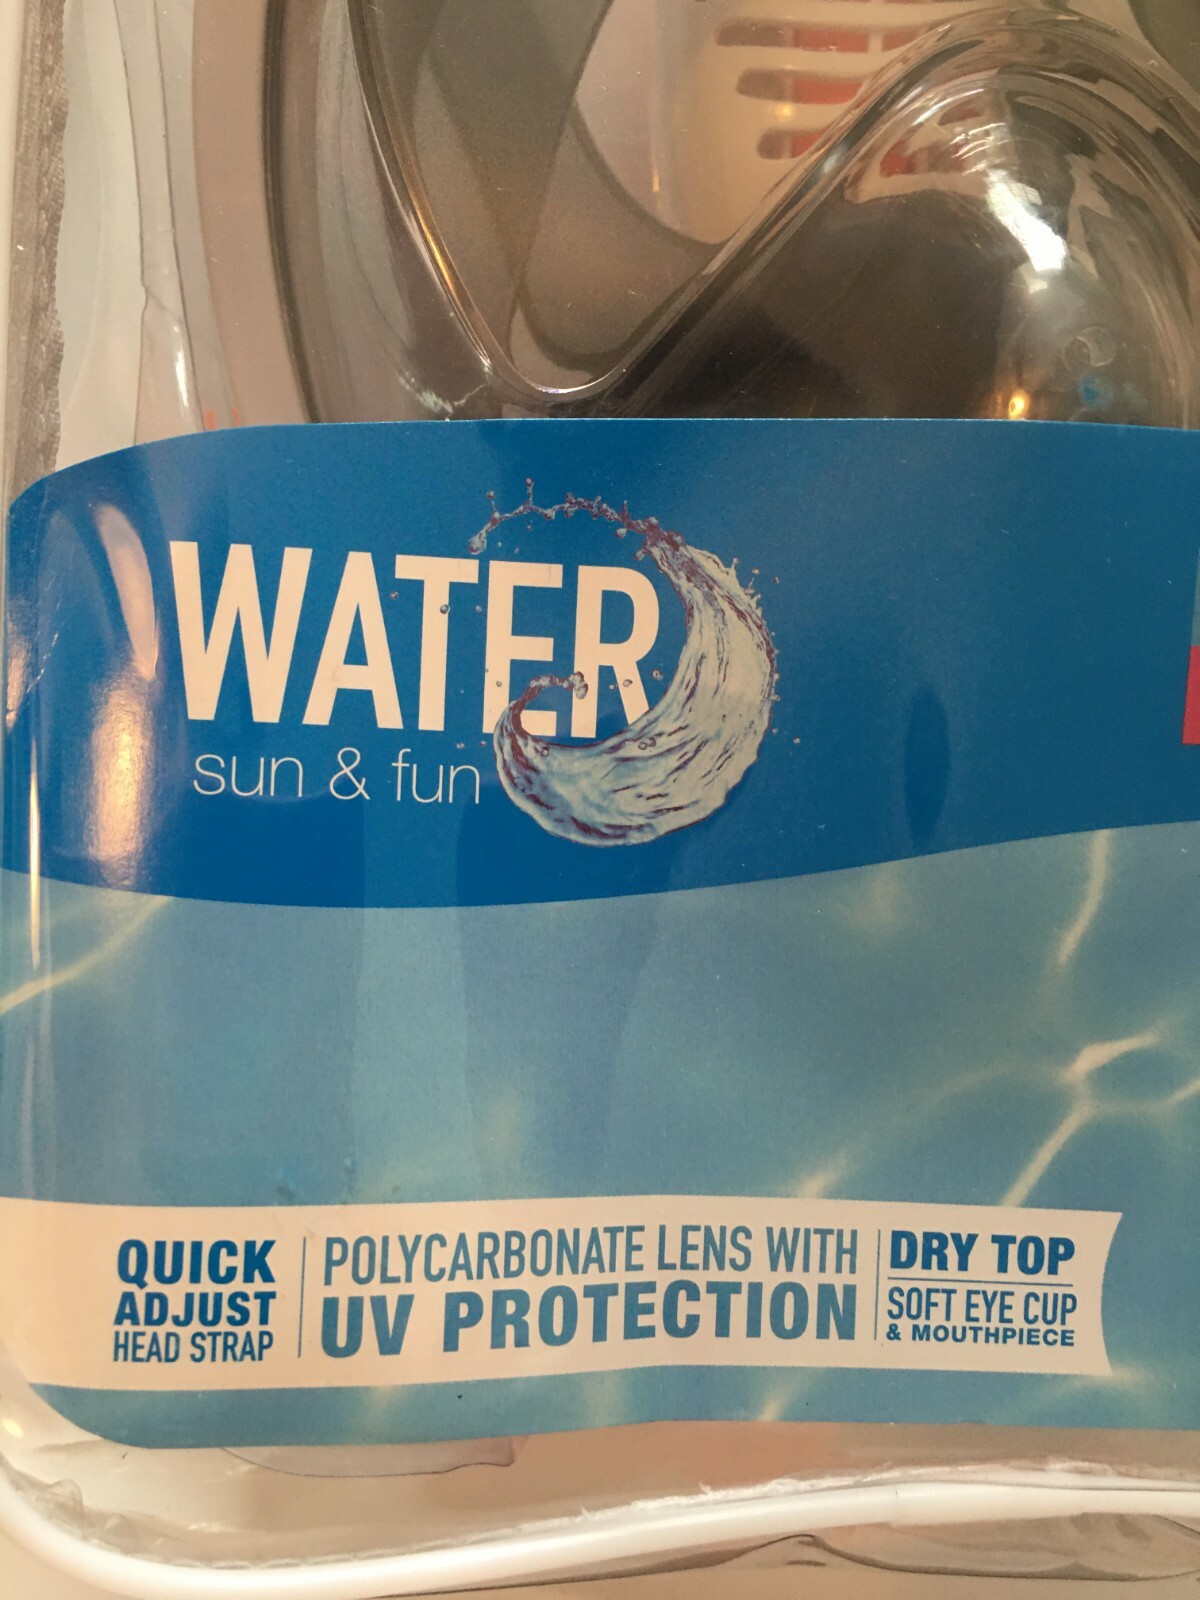 WATER
sun & fun
QUICK
ADJUST
HEAD STRAP
POLYCARBONATE LENS WITH
UV PROTECTION
DRY TOP
SOFT EYE CUP
& MOUTHPIECE